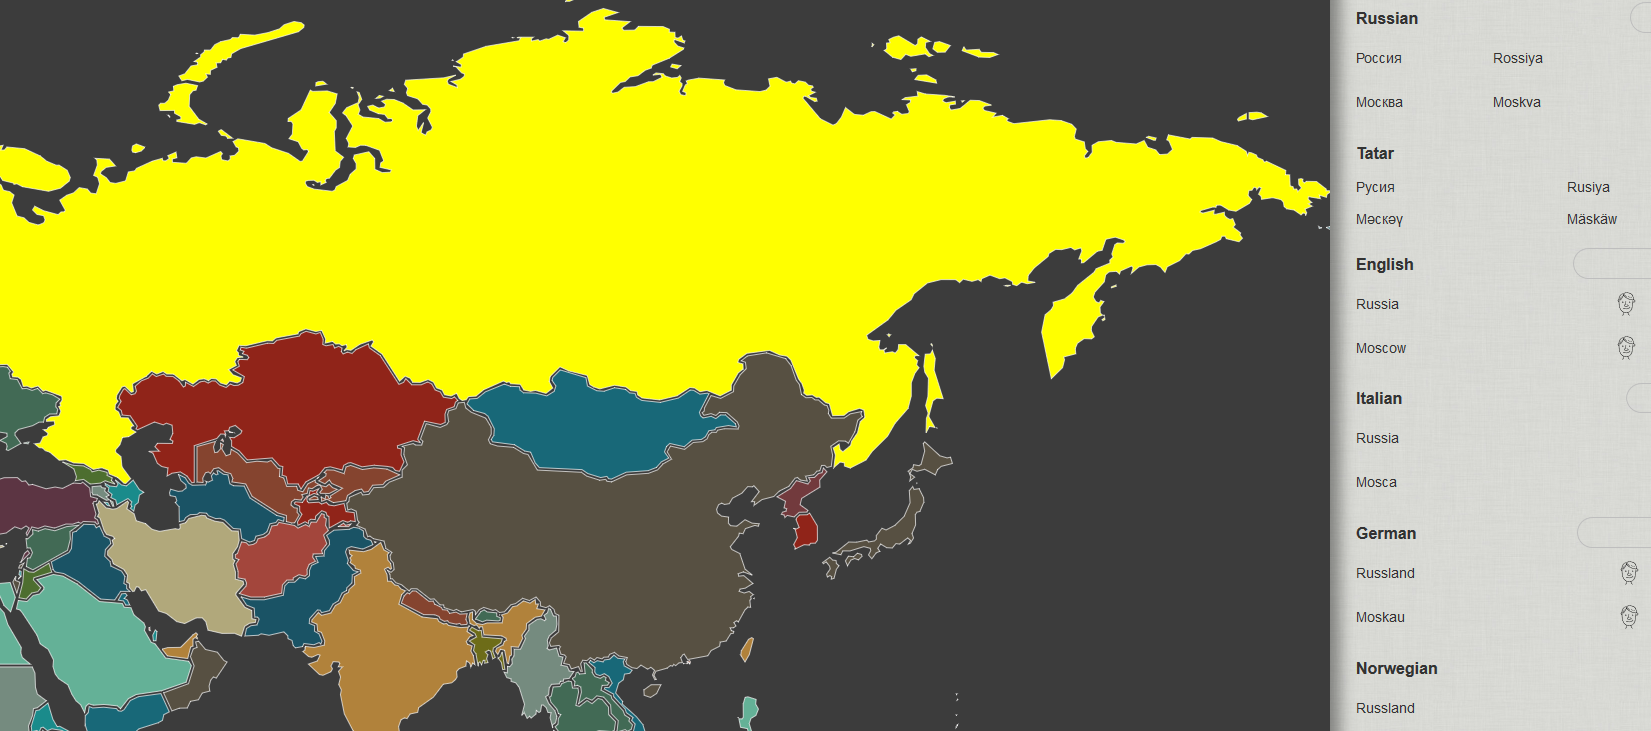 Russian
Россия Rossiya
Москва Moskva
Tatar
Русия Rusiya
Мәскәү Mäskäw
English
Russia
Moscow
Italian
Russia
Mosca
German
Russland
Moskau
Norwegian
Russland